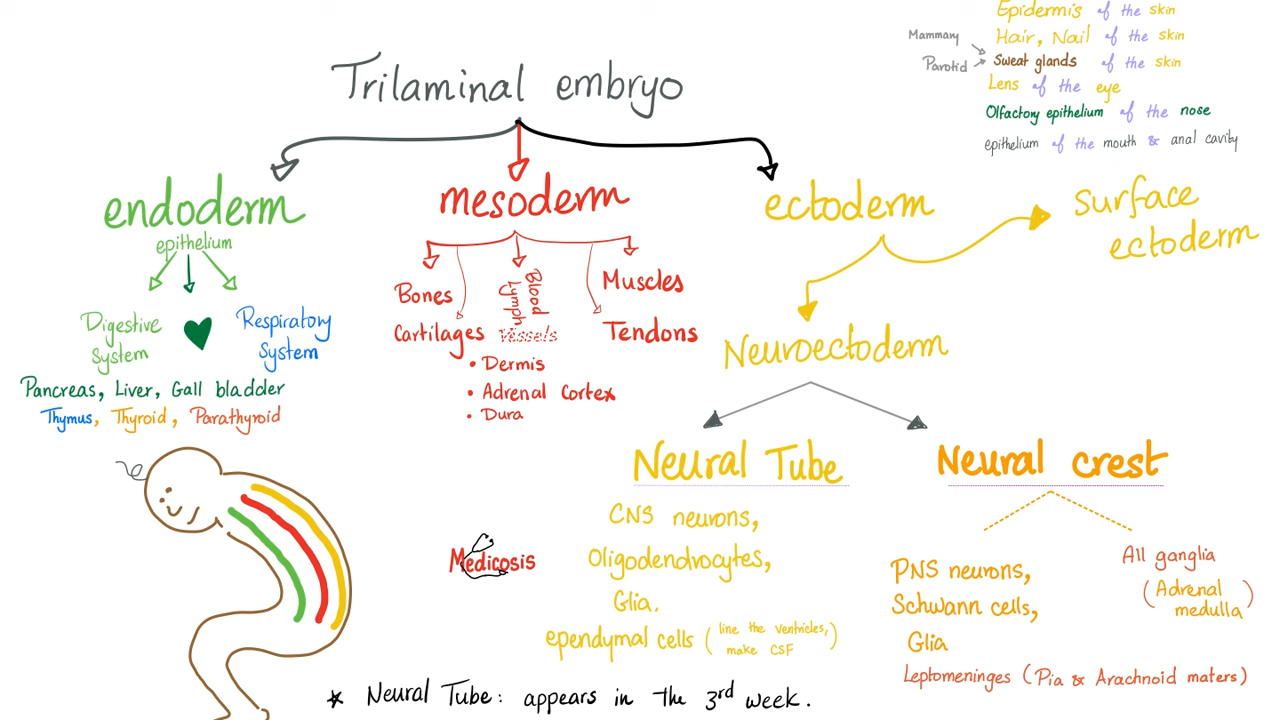 Epidermis of the skin
Hair, Nail of the skin
Mammary
Parotid
Sweat glands of the skin
Lens of the eye
Olfactory epithelium of the nose
epithelium of the mouth & anal cavity
Trilaminal embryo
endoderm
epithelium
Digestive System
Respiratory System
Pancreas, Liver, Gall bladder
Thymus, Thyroid, Parathyroid
mesoderm
Bones
Cartilages
Blood
Lymph
Vessels
Muscles
Tendons
• Dermis
• Adrenal Cortex
• Dura
ectoderm
surface ectoderm
Neuroectoderm
Neural Tube
CNS neurons,
Oligodendrocytes,
Glia.
ependymal cells (line the ventricles, make CSF)
Neural crest
PNS neurons,
Schwann cells,
Glia
Leptomeninges (Pia & Arachnoid maters)
All ganglia
(Adrenal medulla)
Medicosis
* Neural Tube: appears in the 3rd week.